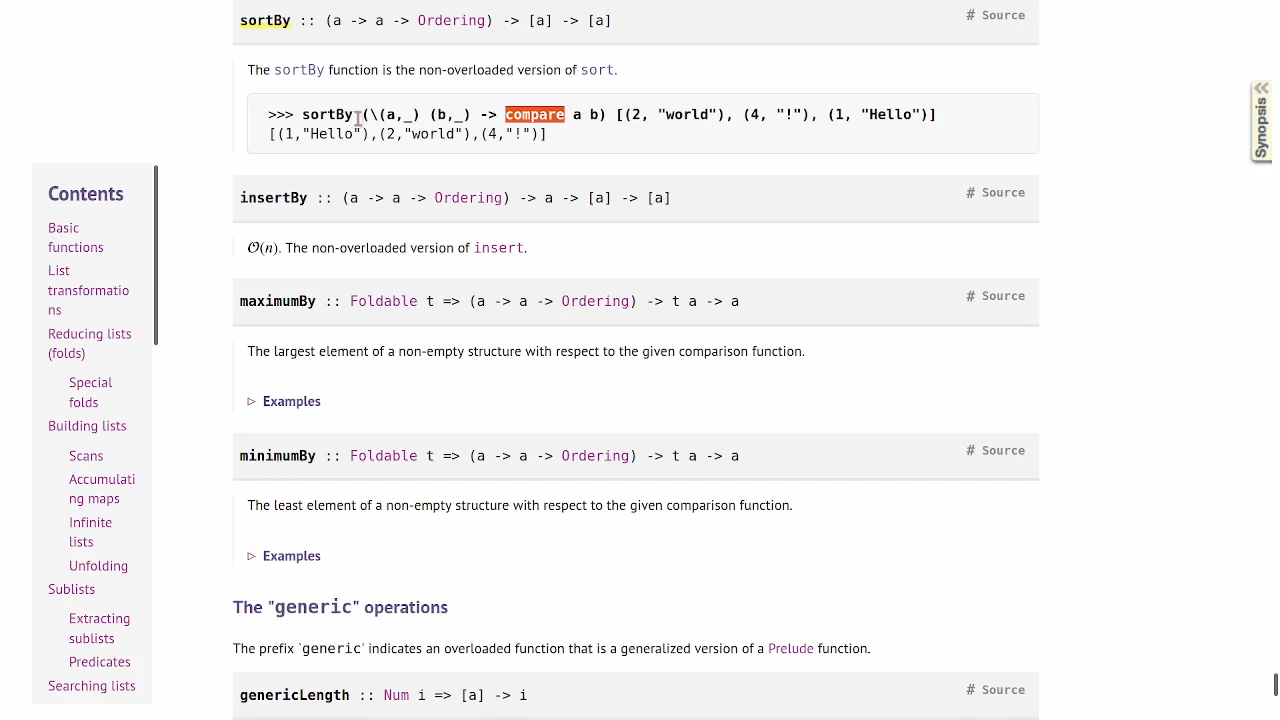 sortBy :: (a -> a -> Ordering) -> [a] -> [a]
# Source
The sortBy function is the non-overloaded version of sort.
>>> sortBy (\(a,_) (b,_) -> compare a b) [(2, "world"), (4, "!"), (1, "Hello")]
[(1,"Hello"),(2,"world"),(4,"!")]
Synopsis
insertBy :: (a -> a -> Ordering) -> a -> [a] -> [a]
# Source
𝒪(n). The non-overloaded version of insert.
maximumBy :: Foldable t => (a -> a -> Ordering) -> t a -> a
# Source
The largest element of a non-empty structure with respect to the given comparison function.
▷ Examples
minimumBy :: Foldable t => (a -> a -> Ordering) -> t a -> a
# Source
The least element of a non-empty structure with respect to the given comparison function.
▷ Examples
The "generic" operations
The prefix `generic' indicates an overloaded function that is a generalized version of a Prelude function.
genericLength :: Num i => [a] -> i
# Source
Contents
Basic
functions
List
transformatio
ns
Reducing lists
(folds)
Special
folds
Building lists
Scans
Accumulati
ng maps
Infinite
lists
Unfolding
Sublists
Extracting
sublists
Predicates
Searching lists